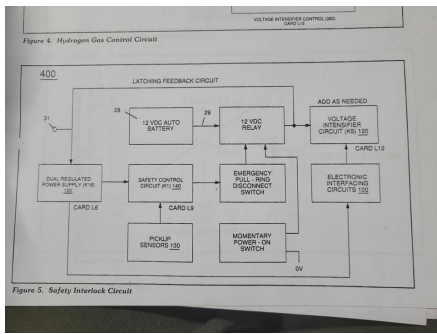 VOLTAGE INTENSIFIER CONTROL (260)
CARD L12
Figure 4. Hydrogen Gas Control Circuit
400
LATCHING FEEDBACK CIRCUIT
31
28
12 VDC AUTO
BATTERY
29
12 VDC
RELAY
ADD AS NEEDED
VOLTAGE
INTENSIFIER
CIRCUIT (K5) 120
CARD L12
DUAL REGULATED
POWER SUPPLY (K16)
150
CARD L6
SAFETY CONTROL
CIRCUIT (K1) 140
CARD L9
EMERGENCY
PULL - RING
DISCONNECT
SWITCH
ELECTRONIC
INTERFACING
CIRCUITS 100
PICKUP
SENSORS 130
MOMENTARY
POWER - ON
SWITCH
0V
Figure 5. Safety Interlock Circuit